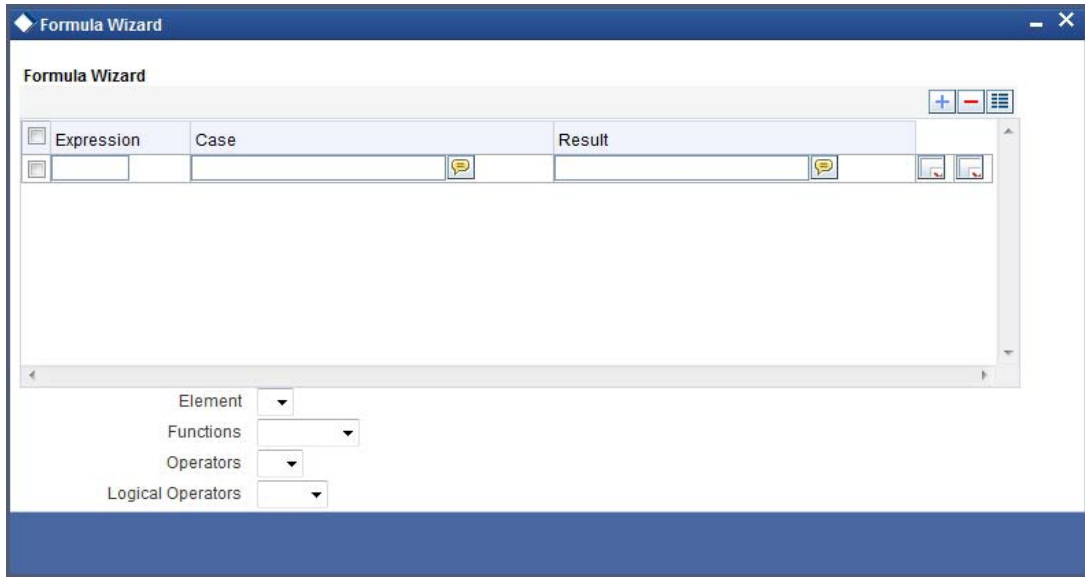 Formula Wizard
Formula Wizard
Expression Case Result
Element
Functions
Operators
Logical Operators